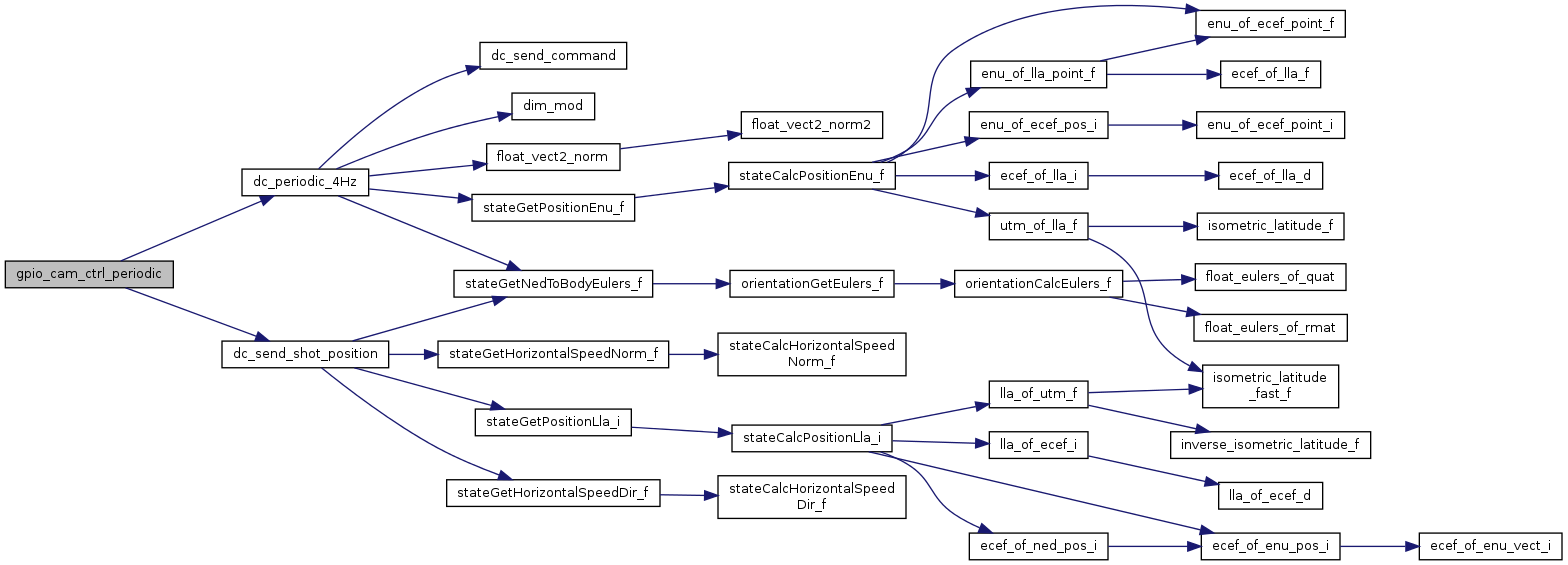 gpio_cam_ctrl_periodic
dc_periodic_4Hz
dc_send_shot_position
dc_send_command
dim_mod
float_vect2_norm
stateGetPositionEnu_f
stateGetNedToBodyEulers_f
stateGetHorizontalSpeedNorm_f
stateGetPositionLla_i
stateGetHorizontalSpeedDir_f
float_vect2_norm2
stateCalcPositionEnu_f
orientationGetEulers_f
stateCalcHorizontalSpeed
Norm_f
stateCalcPositionLla_i
stateCalcHorizontalSpeed
Dir_f
enu_of_lla_point_f
enu_of_ecef_pos_i
ecef_of_lla_i
utm_of_lla_f
orientationCalcEulers_f
lla_of_utm_f
lla_of_ecef_i
ecef_of_ned_pos_i
enu_of_ecef_point_f
ecef_of_lla_f
enu_of_ecef_point_i
ecef_of_lla_d
isometric_latitude_f
float_eulers_of_quat
float_eulers_of_rmat
isometric_latitude
_fast_f
inverse_isometric_latitude_f
lla_of_ecef_d
ecef_of_enu_pos_i
ecef_of_enu_vect_i